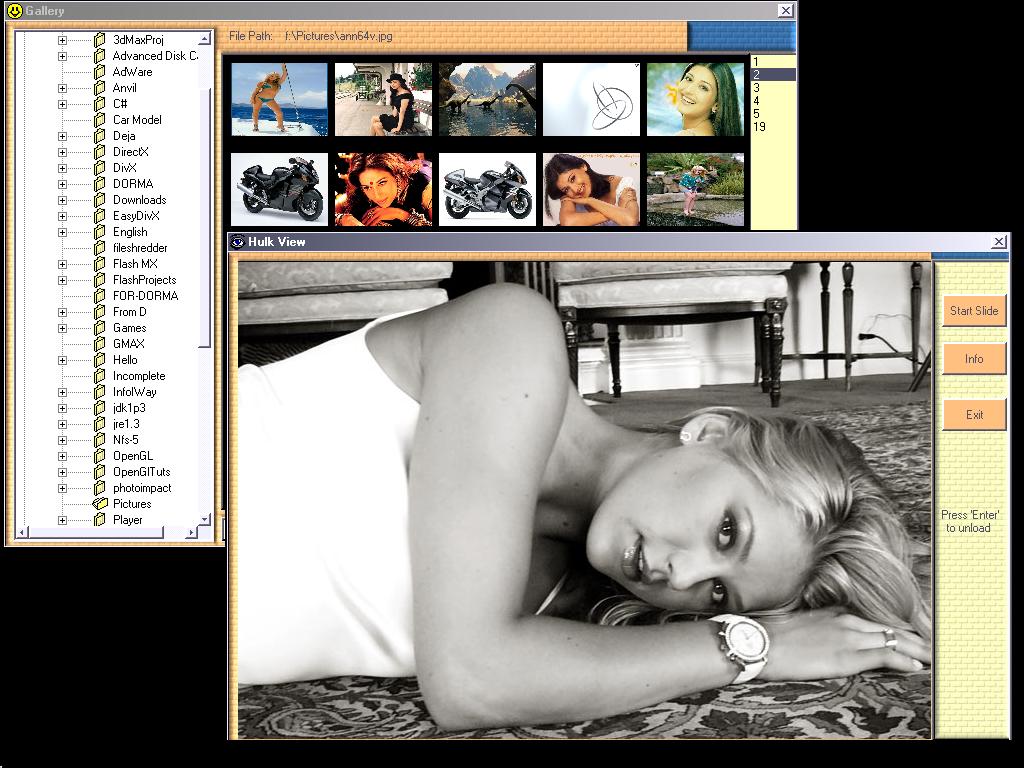 Gallery
File Path: f:\Pictures\ann64v.jpg
3dMaxProj
Advanced Disk C
AdWare
Anvil
C#
Car Model
Deja
DirectX
DivX
DORMA
Downloads
EasyDivX
English
fileshredder
Flash MX
FlashProjects
FOR-DORMA
From D
Games
GMAX
Hello
Incomplete
InfolWay
jdk1p3
jre1.3
Nfs-5
OpenGL
OpenGlTuts
photoimpact
Pictures
Player
1
2
3
4
5
19
Hulk View
Start Slide
Info
Exit
Press 'Enter'
to unload